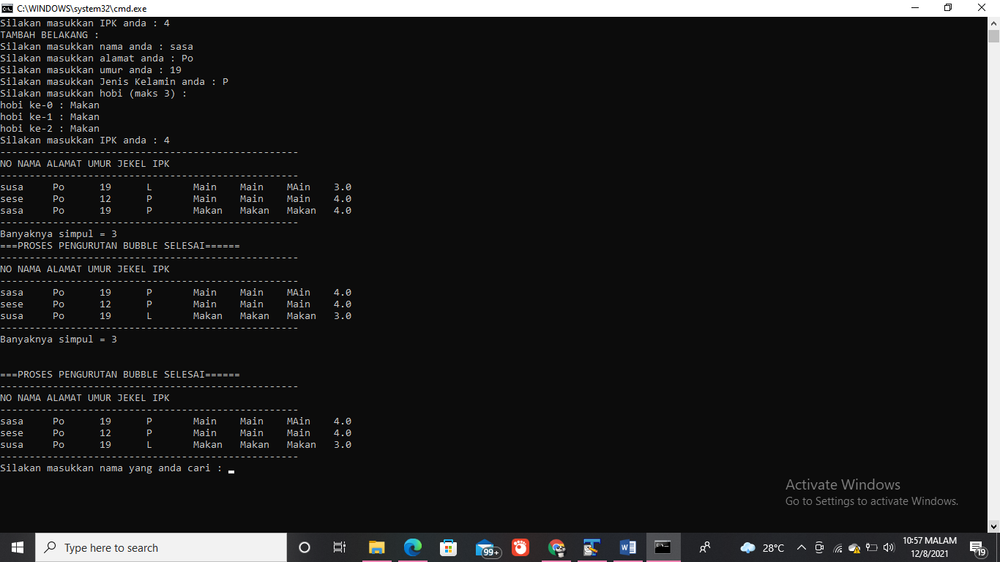 C:\WINDOWS\system32\cmd.exe
Silakan masukkan IPK anda : 4
TAMBAH BELAKANG :
Silakan masukkan nama anda : sasa
Silakan masukkan alamat anda : Po
Silakan masukkan umur anda : 19
Silakan masukkan Jenis Kelamin anda : P
Silakan masukkan hobi (maks 3) :
hobi ke-0 : Makan
hobi ke-1 : Makan
hobi ke-2 : Makan
Silakan masukkan IPK anda : 4
---------------------------------------------------
NO NAMA ALAMAT UMUR JEKEL IPK
---------------------------------------------------
susa Po 19 L Main Main MAin 3.0
sese Po 12 P Main Main Main 4.0
sasa Po 19 P Makan Makan Makan 4.0
---------------------------------------------------
Banyaknya simpul = 3
===PROSES PENGURUTAN BUBBLE SELESAI======
---------------------------------------------------
NO NAMA ALAMAT UMUR JEKEL IPK
---------------------------------------------------
sasa Po 19 P Main Main MAin 4.0
sese Po 12 P Main Main Main 4.0
susa Po 19 L Makan Makan Makan 3.0
---------------------------------------------------
Banyaknya simpul = 3
===PROSES PENGURUTAN BUBBLE SELESAI======
---------------------------------------------------
NO NAMA ALAMAT UMUR JEKEL IPK
---------------------------------------------------
sasa Po 19 P Main Main MAin 4.0
sese Po 12 P Main Main Main 4.0
susa Po 19 L Makan Makan Makan 3.0
---------------------------------------------------
Silakan masukkan nama yang anda cari :
Activate Windows
Go to Settings to activate Windows.
Type here to search
99+
28°C
10:57 MALAM
12/8/2021
19